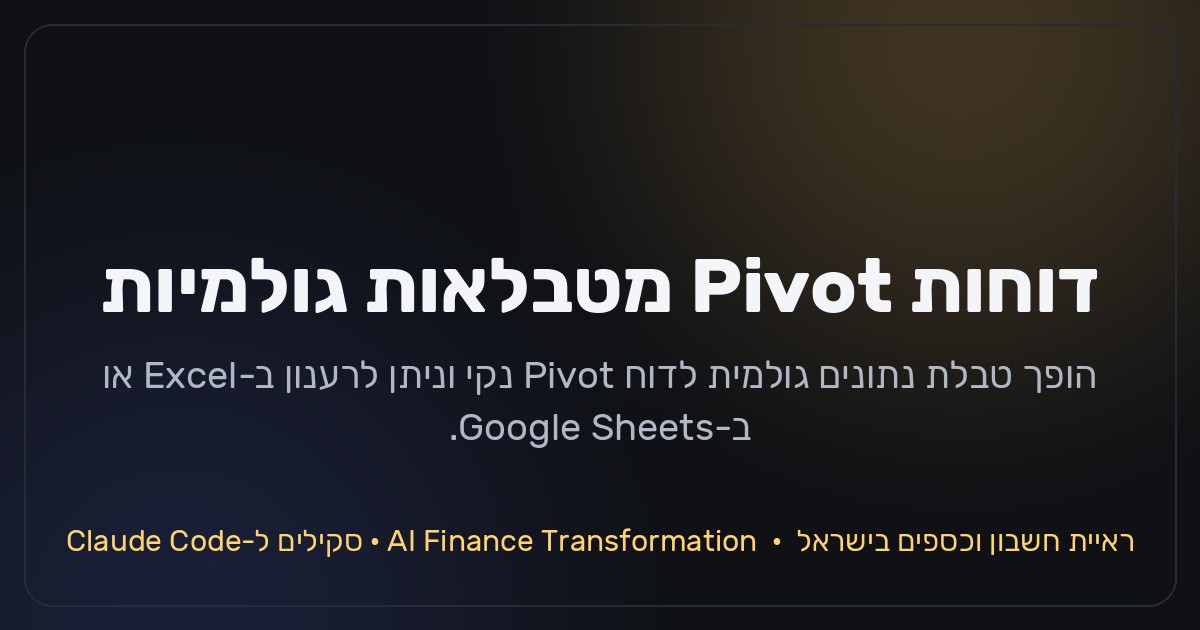 דוחות Pivot מטבלאות גולמיות
הופך טבלת נתונים גולמית לדוח Pivot נקי וניתן לרענון ב-Excel או
ב-Google Sheets.
ראיית חשבון וכספים בישראל • AI Finance Transformation • סקילים ל-Claude Code